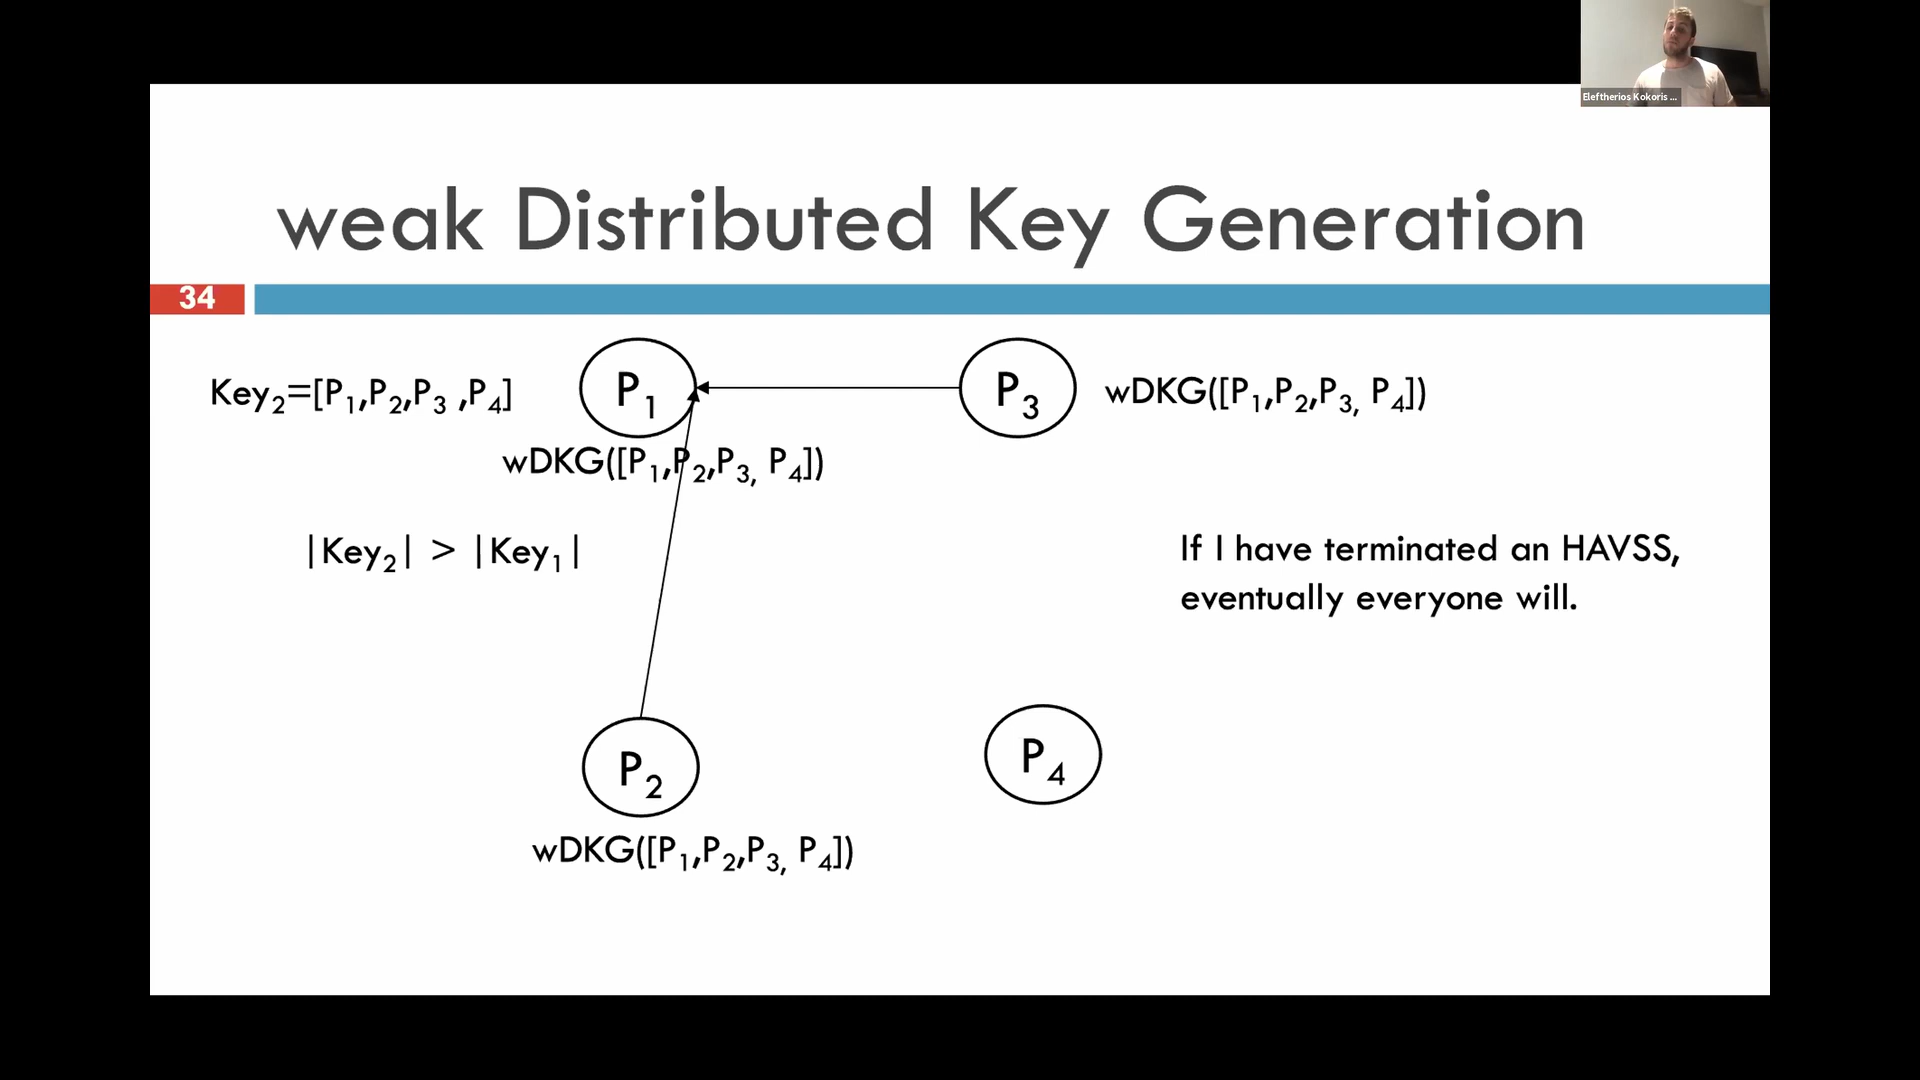 Eleftherios Kokoris ...
weak Distributed Key Generation
34
Key₂=[P₁,P₂,P₃ ,P₄]
P₁
P₃
wDKG([P₁,P₂,P₃, P₄])
wDKG([P₁,P₂,P₃, P₄])
|Key₂| > |Key₁|
If I have terminated an HAVSS,
eventually everyone will.
P₂
P₄
wDKG([P₁,P₂,P₃, P₄])